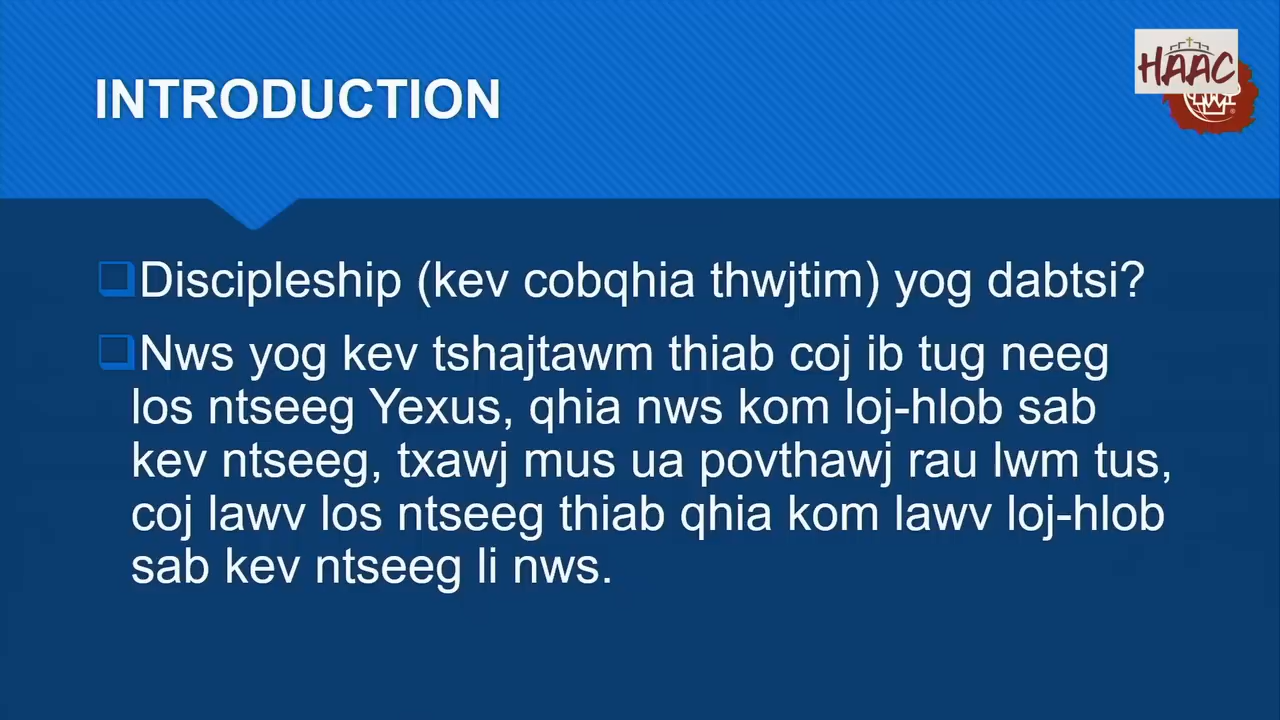 INTRODUCTION
HAAC
Discipleship (kev cobqhia thwjtim) yog dabtsi?
Nws yog kev tshajtawm thiab coj ib tug neeg
los ntseeg Yexus, qhia nws kom loj-hlob sab
kev ntseeg, txawj mus ua povthawj rau lwm tus,
coj lawv los ntseeg thiab qhia kom lawv loj-hlob
sab kev ntseeg li nws.